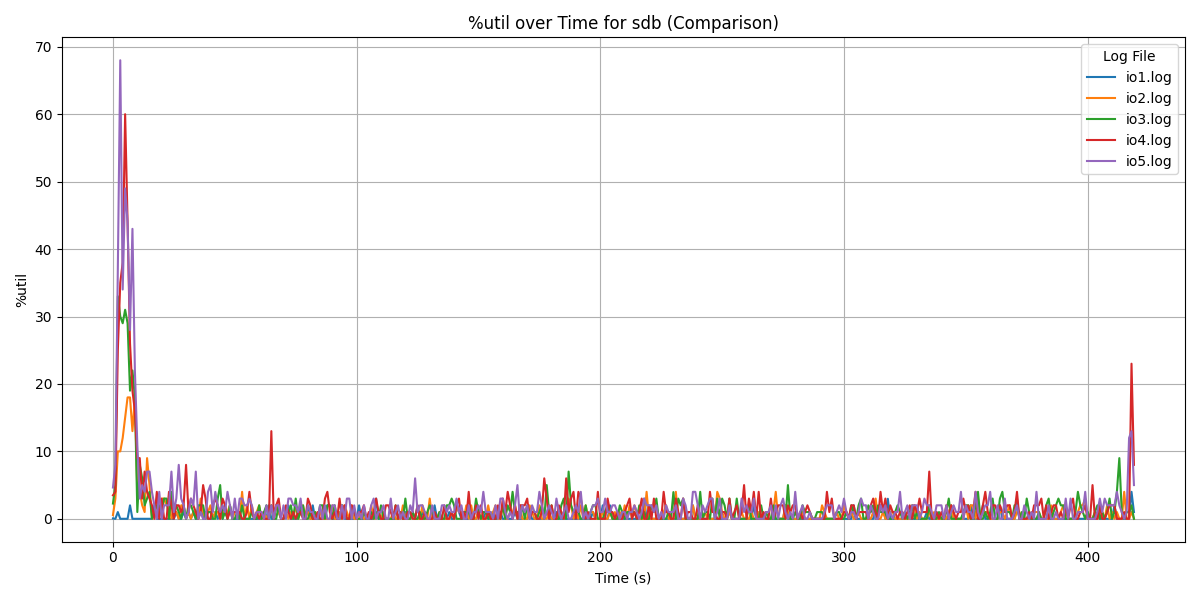 %util over Time for sdb (Comparison)
Log File
io1.log
io2.log
io3.log
io4.log
io5.log
%util
70
60
50
40
30
20
10
0
0 100 200 300 400
Time (s)